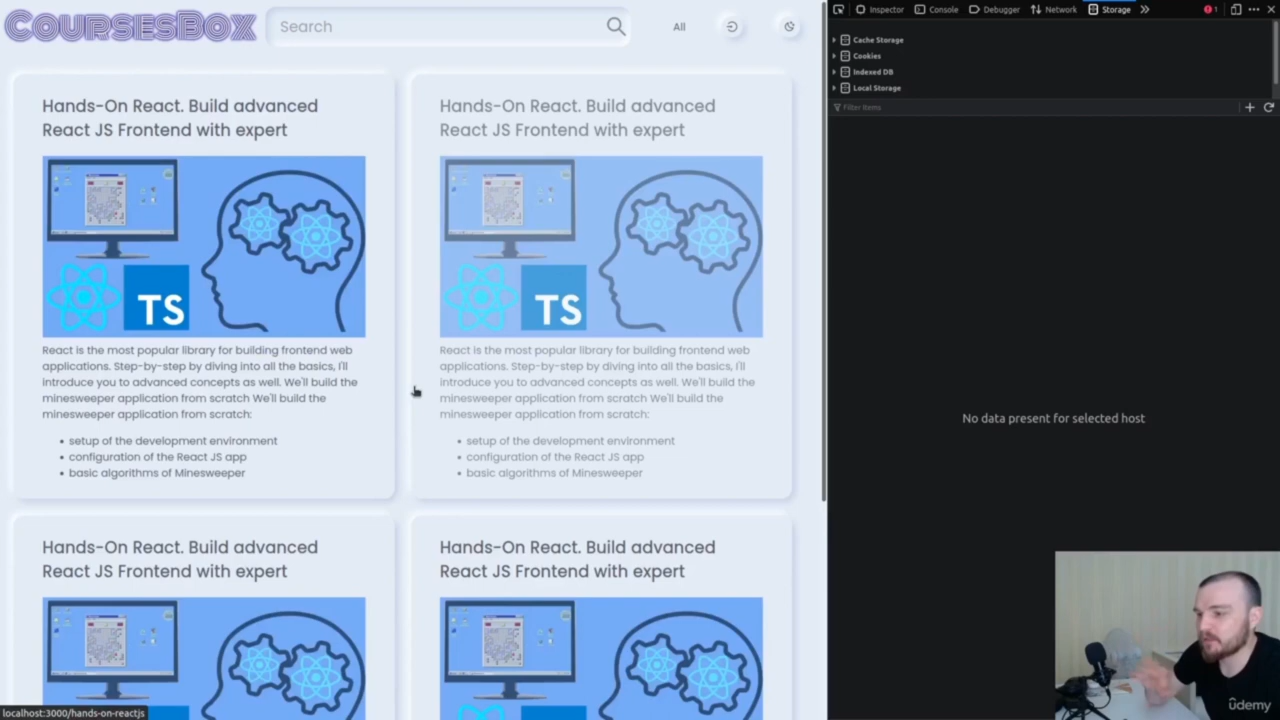 CoursesBox
Search
All
Inspector
Console
Debugger
Network
Storage
1
Cache Storage
Cookies
Indexed DB
Local Storage
Filter Items
No data present for selected host
Hands-On React. Build advanced
React JS Frontend with expert
TS
React is the most popular library for building frontend web
applications. Step-by-step by diving into all the basics, I'll
introduce you to advanced concepts as well. We'll build the
minesweeper application from scratch We'll build the
minesweeper application from scratch:
• setup of the development environment
• configuration of the React JS app
• basic algorithms of Minesweeper
Hands-On React. Build advanced
React JS Frontend with expert
TS
React is the most popular library for building frontend web
applications. Step-by-step by diving into all the basics, I'll
introduce you to advanced concepts as well. We'll build the
minesweeper application from scratch We'll build the
minesweeper application from scratch:
• setup of the development environment
• configuration of the React JS app
• basic algorithms of Minesweeper
Hands-On React. Build advanced
React JS Frontend with expert
Hands-On React. Build advanced
React JS Frontend with expert
localhost:3000/hands-on-reactjs
ûdemy